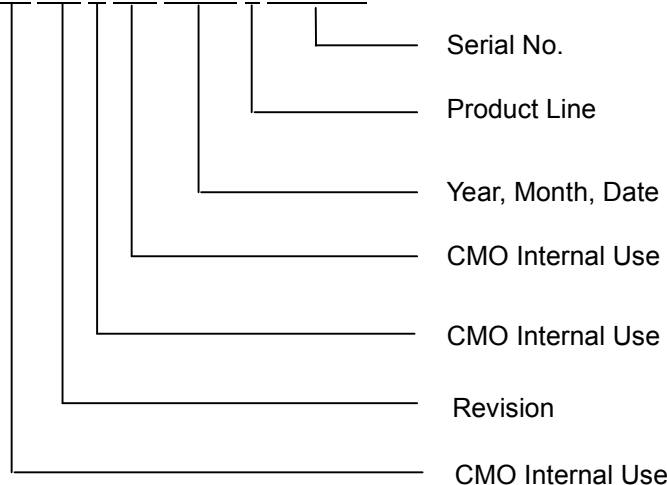 Serial No.
Product Line
Year, Month, Date
CMO Internal Use
CMO Internal Use
Revision
CMO Internal Use